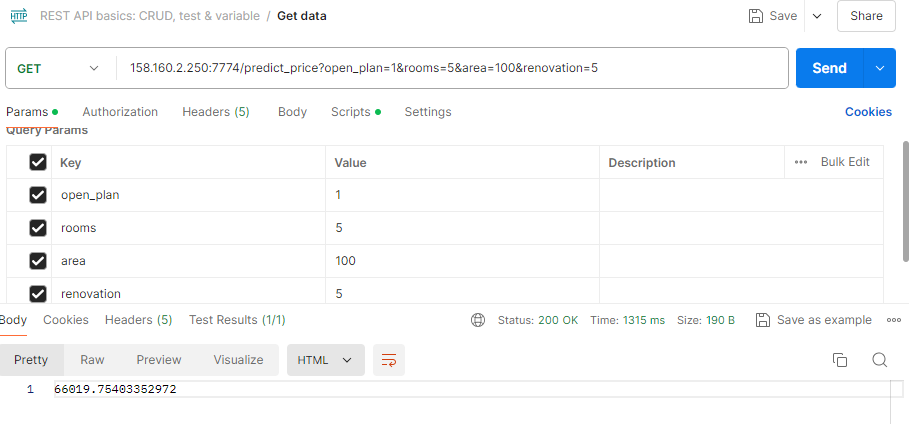 HTTP REST API basics: CRUD, test & variable / Get data Save Share
GET 158.160.2.250:7774/predict_price?open_plan=1&rooms=5&area=100&renovation=5 Send
Params Authorization Headers (5) Body Scripts Settings Cookies
Query Params
Key Value Description Bulk Edit
open_plan 1
rooms 5
area 100
renovation 5
Body Cookies Headers (5) Test Results (1/1) Status: 200 OK Time: 1315 ms Size: 190 B Save as example
Pretty Raw Preview Visualize HTML
1 66019.75403352972